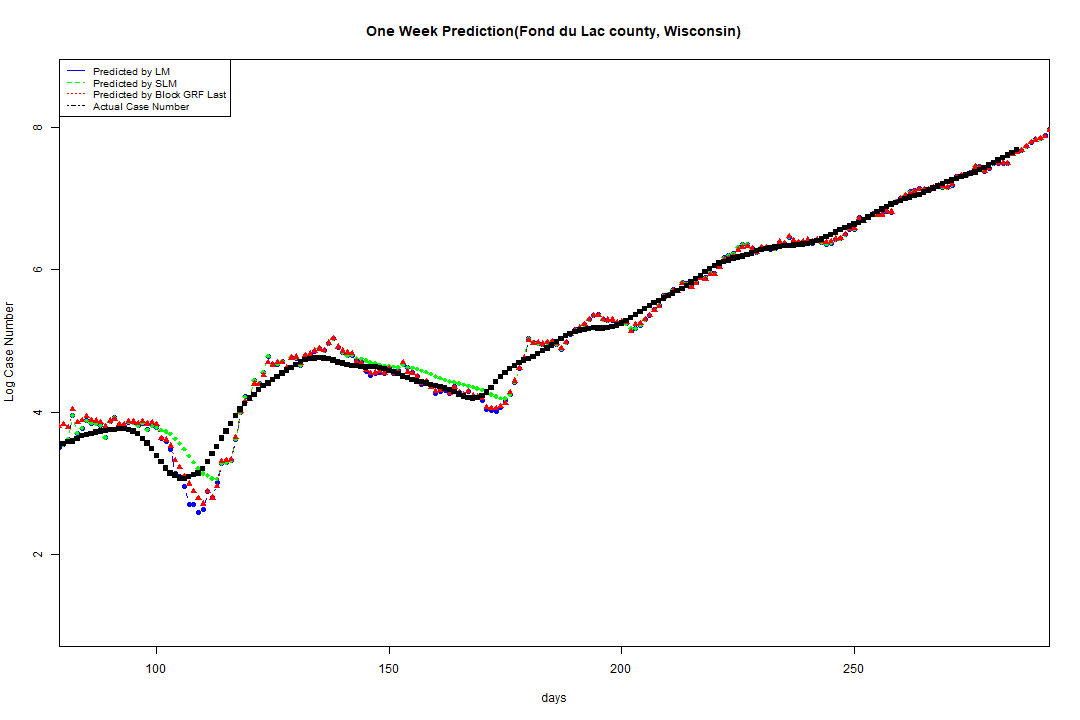 One Week Prediction(Fond du Lac county, Wisconsin)
Predicted by LM
Predicted by SLM
Predicted by Block GRF Last
Actual Case Number
8
6
4
2
Log Case Number
100
150
200
250
days